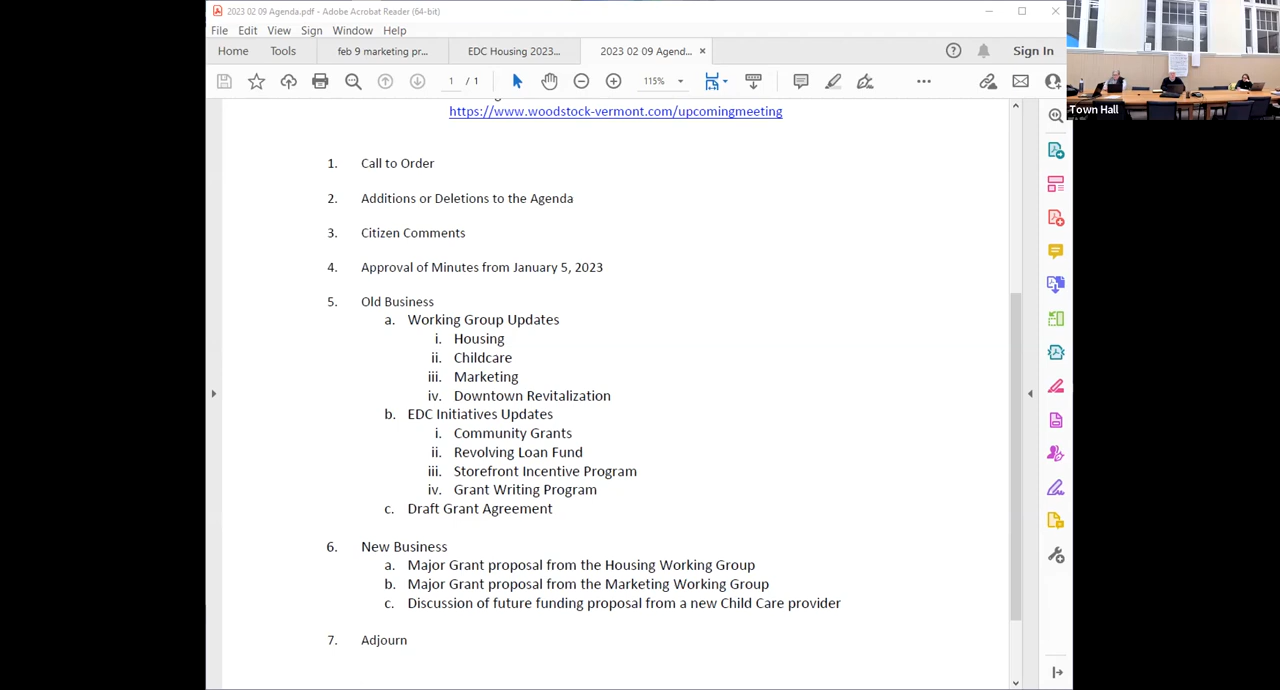 2023 02 09 Agenda.pdf - Adobe Acrobat Reader (64-bit)
File Edit View Sign Window Help
Home Tools feb 9 marketing pr... EDC Housing 2023... 2023 02 09 Agend... × Sign In
1 / 1 115%
Town Hall
https://www.woodstock-vermont.com/upcomingmeeting
1. Call to Order
2. Additions or Deletions to the Agenda
3. Citizen Comments
4. Approval of Minutes from January 5, 2023
5. Old Business
a. Working Group Updates
i. Housing
ii. Childcare
iii. Marketing
iv. Downtown Revitalization
b. EDC Initiatives Updates
i. Community Grants
ii. Revolving Loan Fund
iii. Storefront Incentive Program
iv. Grant Writing Program
c. Draft Grant Agreement
6. New Business
a. Major Grant proposal from the Housing Working Group
b. Major Grant proposal from the Marketing Working Group
c. Discussion of future funding proposal from a new Child Care provider
7. Adjourn